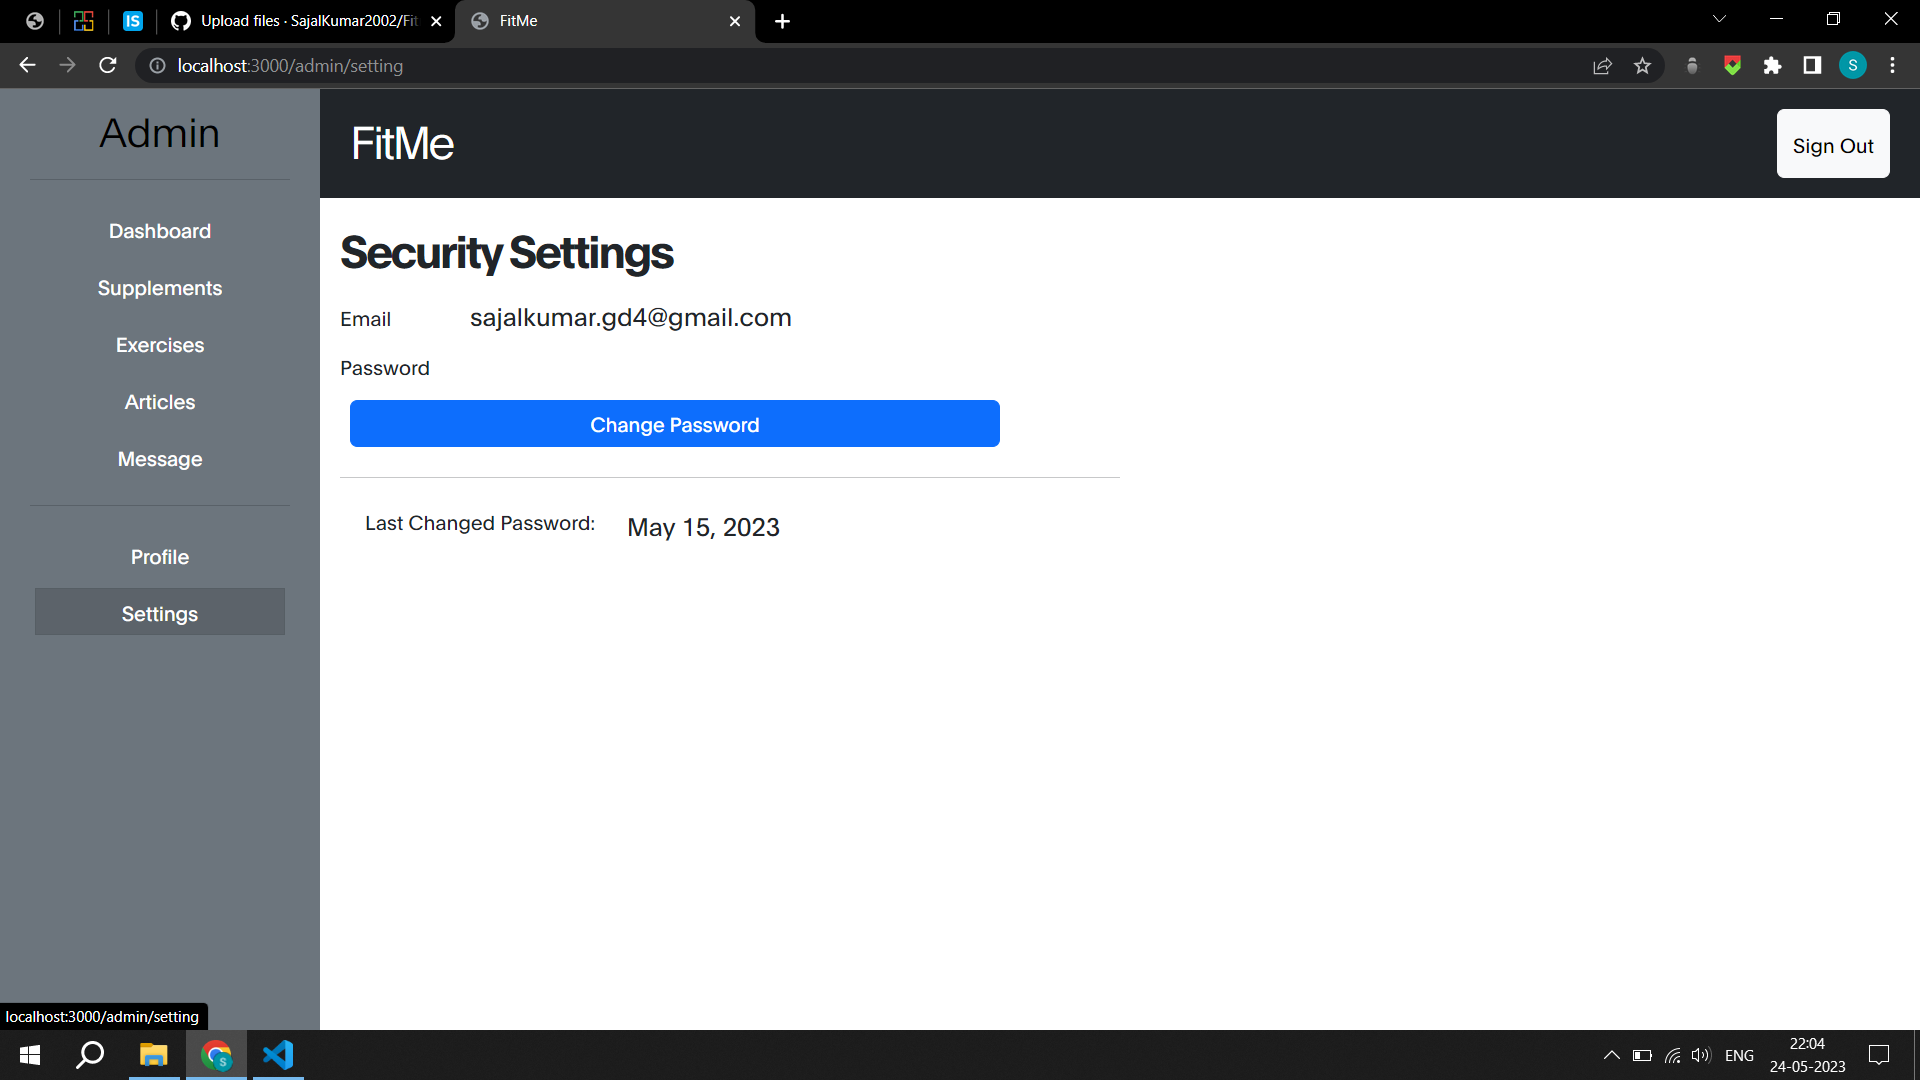 IS
Upload files · SajalKumar2002/Fit
FitMe
localhost:3000/admin/setting
S
Admin
FitMe
Sign Out
Dashboard
Supplements
Exercises
Articles
Message
Profile
Settings
Security Settings
Email sajalkumar.gd4@gmail.com
Password
Change Password
Last Changed Password: May 15, 2023
localhost:3000/admin/setting
S
ENG
22:04
24-05-2023